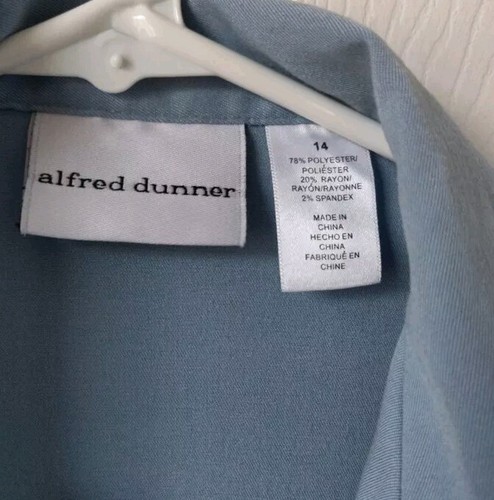 alfred dunner
14
78% POLYESTER/
POLIÉSTER
20% RAYON/
RAYÓN/RAYONNE
2% SPANDEX
MADE IN
CHINA
HECHO EN
CHINA
FABRIQUÉ EN
CHINE